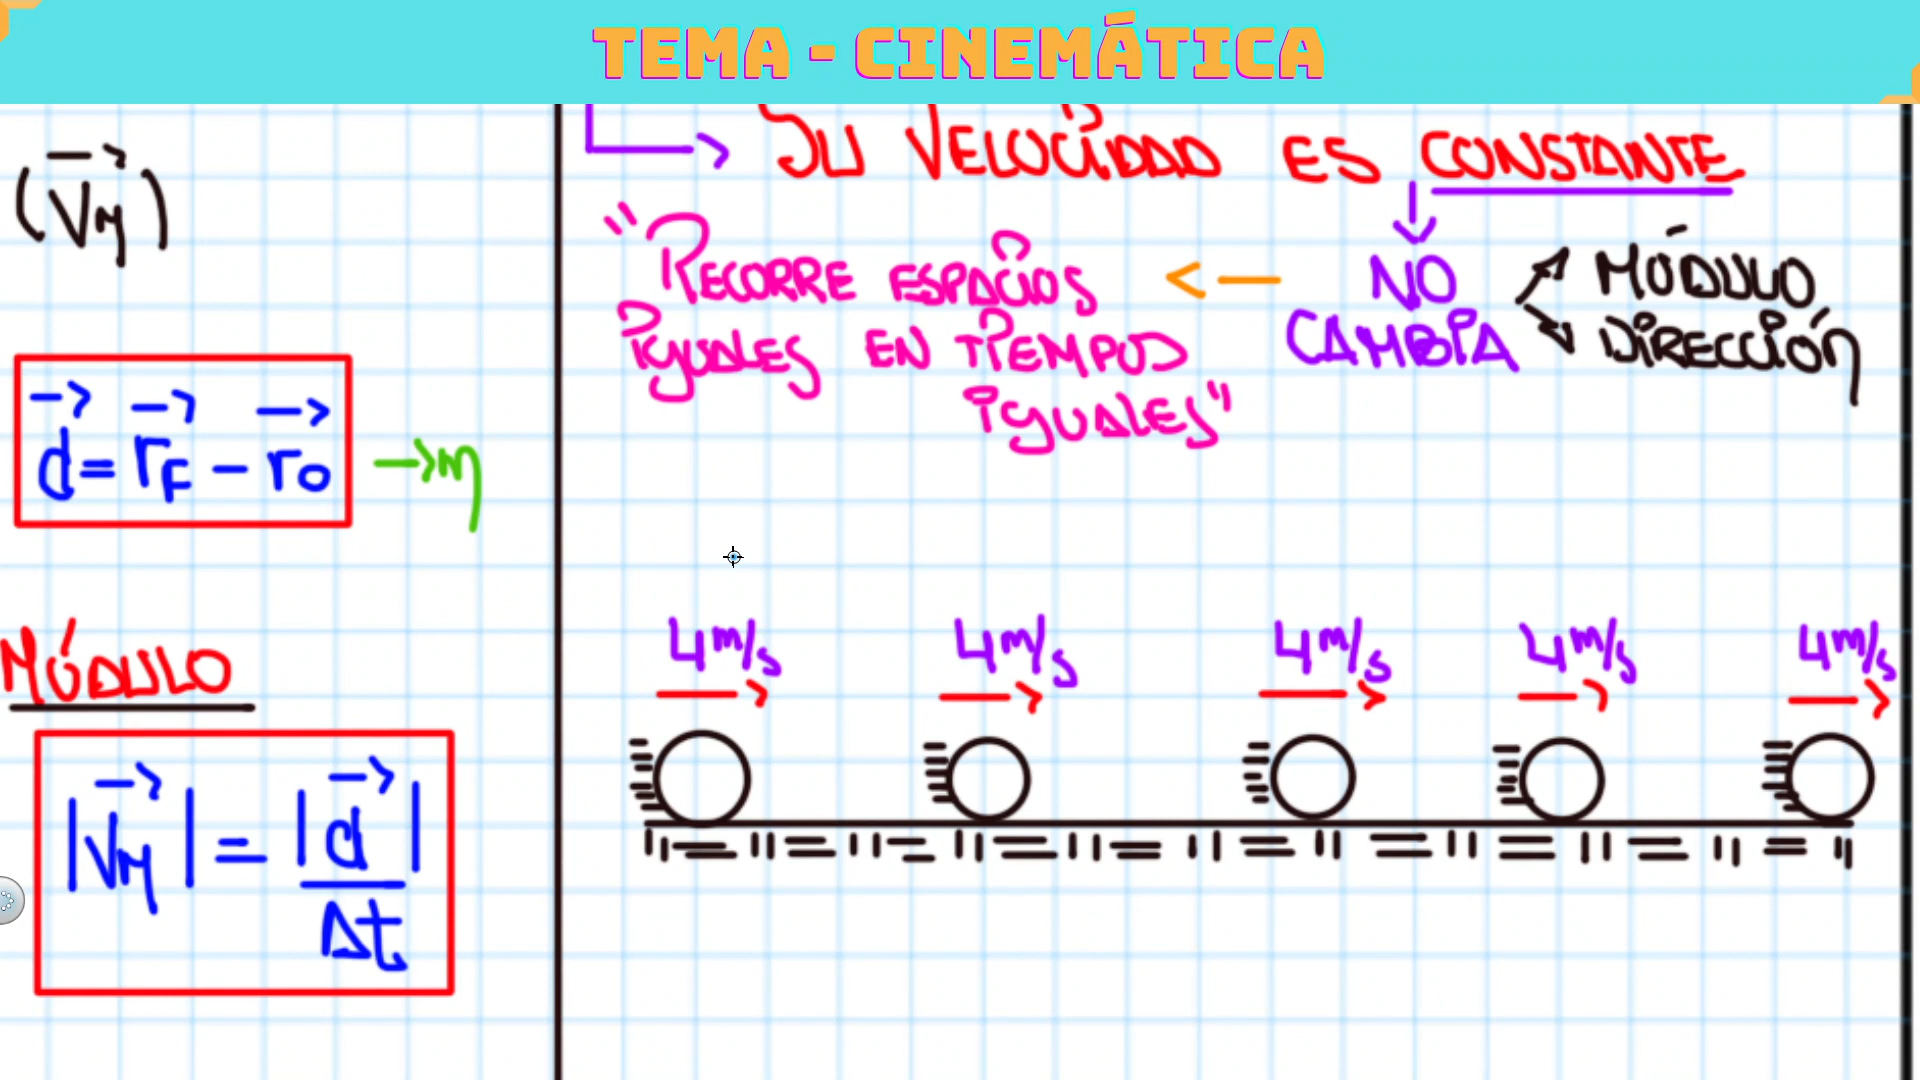 TEMA - CINEMÁTICA
(V⃗M)
d⃗ = r⃗F - r⃗o → m
MÓDULO
|V⃗M| = |d⃗|
Δt
SU VELOCIDAD ES CONSTANTE
"RECORRE ESPACIOS
IGUALES EN TIEMPOS
IGUALES"
NO
CAMBIA
MÓDULO
DIRECCIÓN
4m/s 4m/s 4m/s 4m/s 4m/s